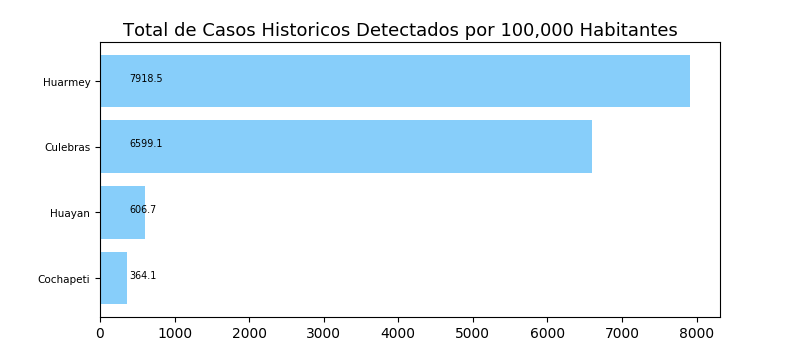 Total de Casos Historicos Detectados por 100,000 Habitantes
Huarmey 7918.5
Culebras 6599.1
Huayan 606.7
Cochapeti 364.1
0 1000 2000 3000 4000 5000 6000 7000 8000